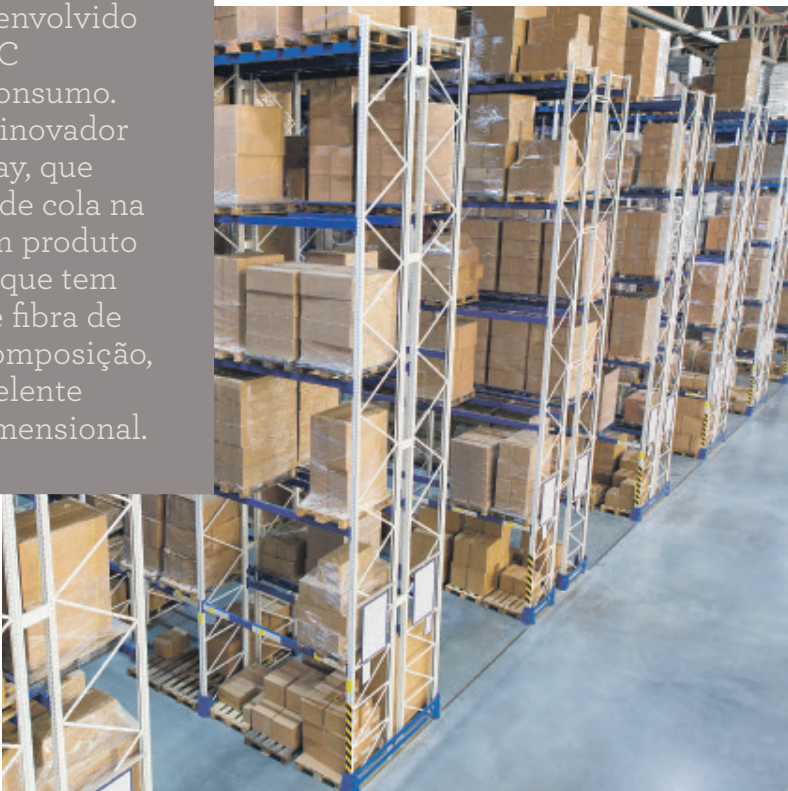 envolvido
C
onsumo.
inovador
ay, que
de cola na
m produto
que tem
e fibra de
omposição,
elente
mensional.